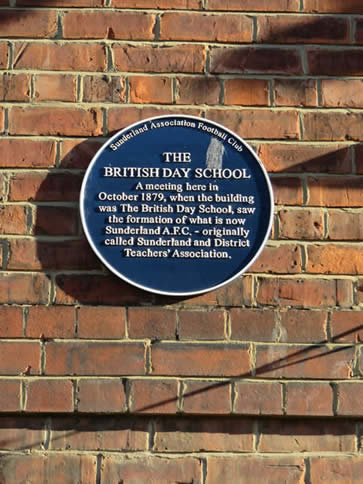 Sunderland Association Football Club
THE
BRITISH DAY SCHOOL
A meeting here in
October 1879, when the building
was The British Day School, saw
the formation of what is now
Sunderland A.F.C. - originally
called Sunderland and District
Teachers' Association.